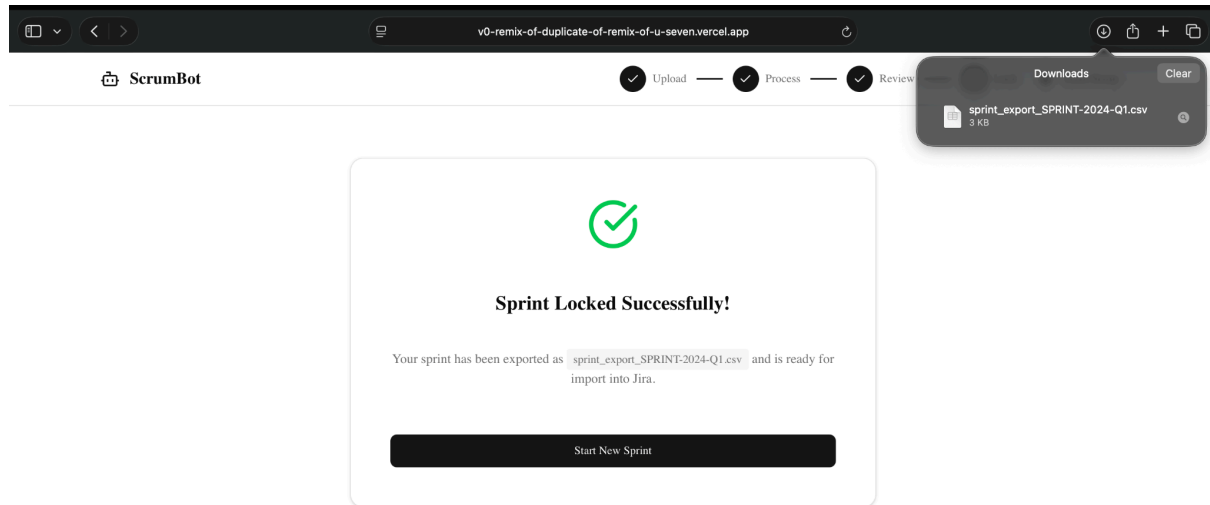 v0-remix-of-duplicate-of-remix-of-u-seven.vercel.app
ScrumBot
Upload
Process
Review
Downloads
Clear
sprint_export_SPRINT-2024-Q1.csv
3 KB
Sprint Locked Successfully!
Your sprint has been exported as sprint_export_SPRINT-2024-Q1.csv and is ready for
import into Jira.
Start New Sprint